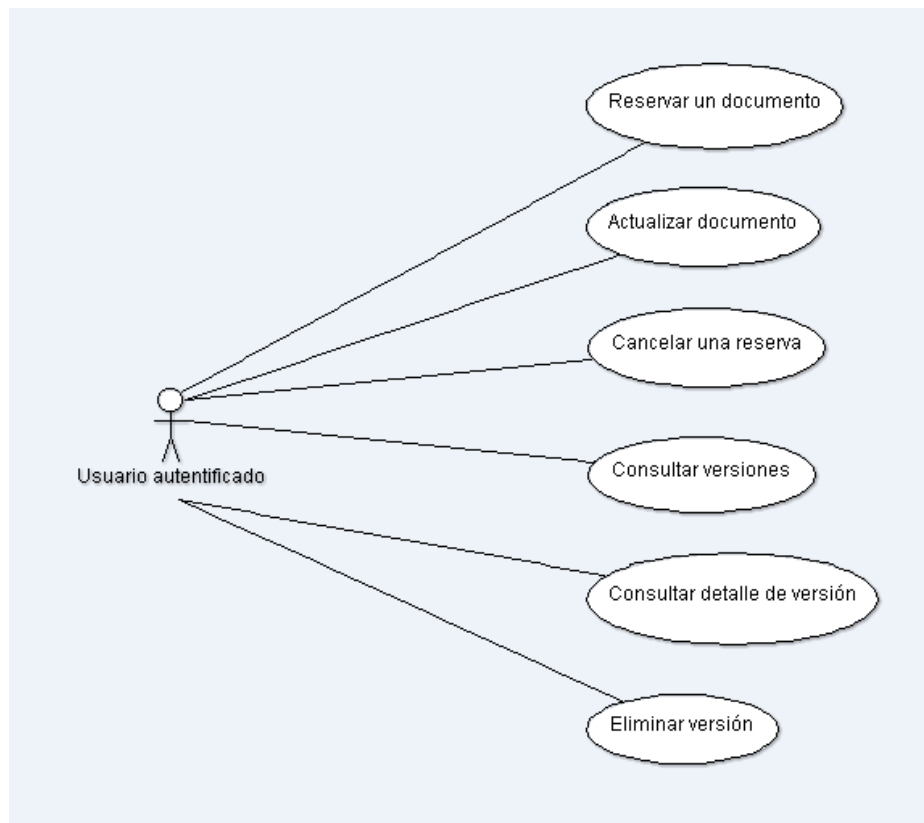 Reservar un documento
Actualizar documento
Cancelar una reserva
Usuario autentificado
Consultar versiones
Consultar detalle de versión
Eliminar versión